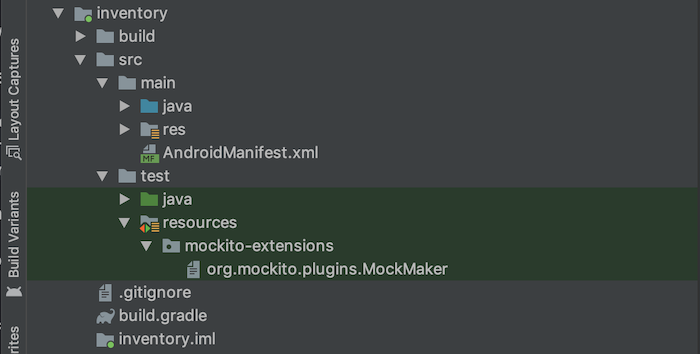 inventory
build
src
main
java
res
MF AndroidManifest.xml
test
java
resources
mockito-extensions
org.mockito.plugins.MockMaker
.gitignore
build.gradle
inventory.iml
Layout Captures
Build Variants
rites